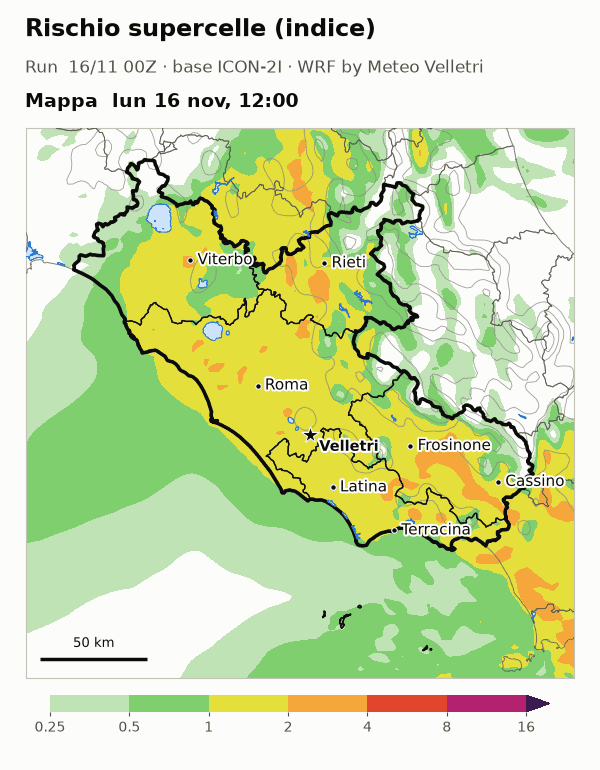 Rischio supercelle (indice)
Run  16/11 00Z · base ICON-2I · WRF by Meteo Velletri
Mappa  lun 16 nov, 12:00
Viterbo
Rieti
Roma
Velletri
Frosinone
Cassino
Latina
Terracina
50 km
0.25 0.5 1 2 4 8 16